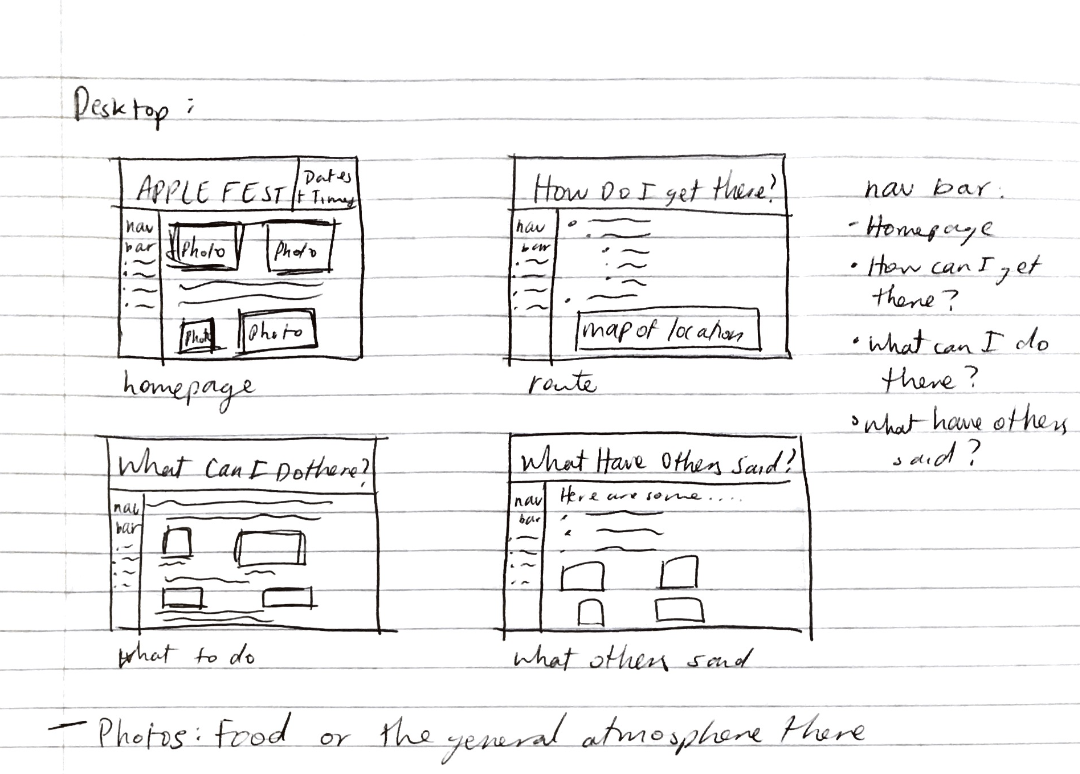 Desktop :
APPLE FEST
Dates
+ Times
nav
bar
Photo
Photo
Photo
Photo
homepage
How Do I get there?
nav
bar
map of location
route
nav bar:
- Homepage
• How can I get
there?
• what can I do
there?
• what have others
said?
What Can I Do there?
nav
bar
what to do
What Have Others Said?
nav
bar
Here are some....
what others said
- Photos: Food or the general atmosphere there